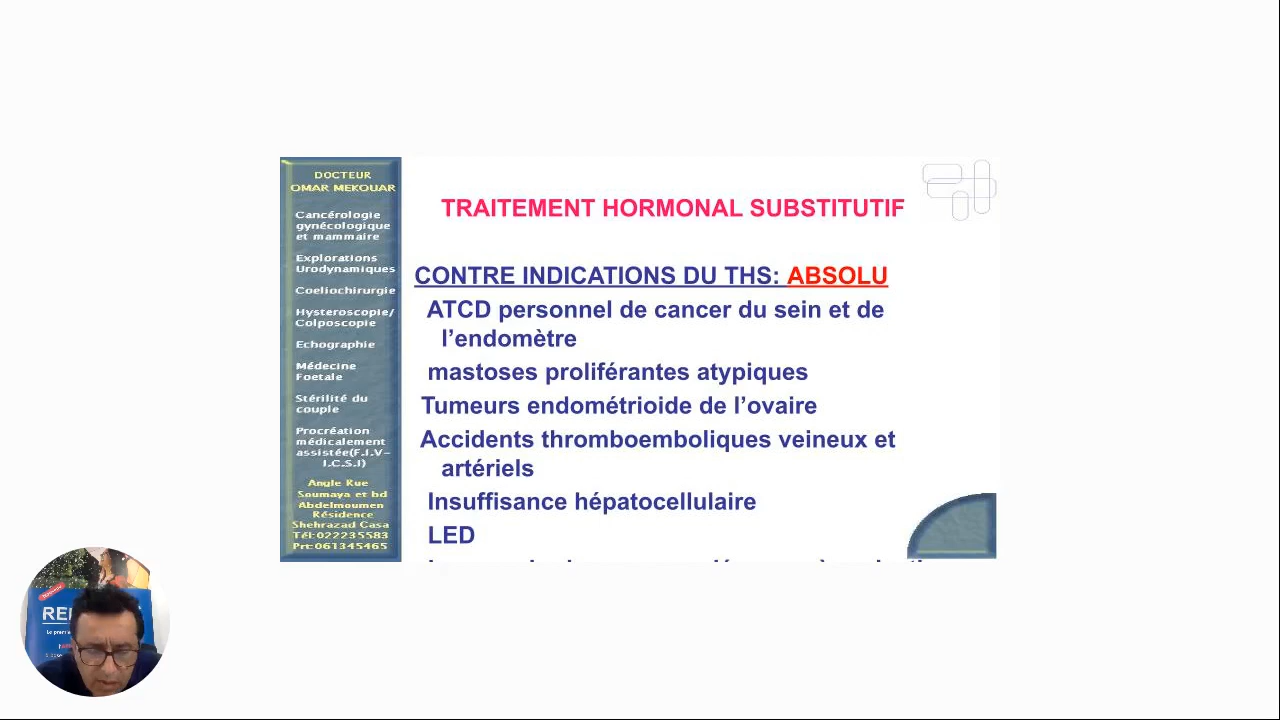 DOCTEUR
OMAR MEKOUAR
Cancérologie
gynécologique
et mammaire
Explorations
Urodynamiques
Coeliochirurgie
Hysteroscopie/
Colposcopie
Echographie
Médecine
Foetale
Stérilité du
couple
Procréation
médicalement
assistée(F.I.V-
I.C.S.I)
Angle Rue
Soumaya et bd
Abdelmoumen
Résidence
Shehrazad Casa
Tél:022235583
Prt:061345465
TRAITEMENT HORMONAL SUBSTITUTIF
CONTRE INDICATIONS DU THS: ABSOLU
ATCD personnel de cancer du sein et de
l’endomètre
mastoses proliférantes atypiques
Tumeurs endométrioide de l’ovaire
Accidents thromboemboliques veineux et
artériels
Insuffisance hépatocellulaire
LED